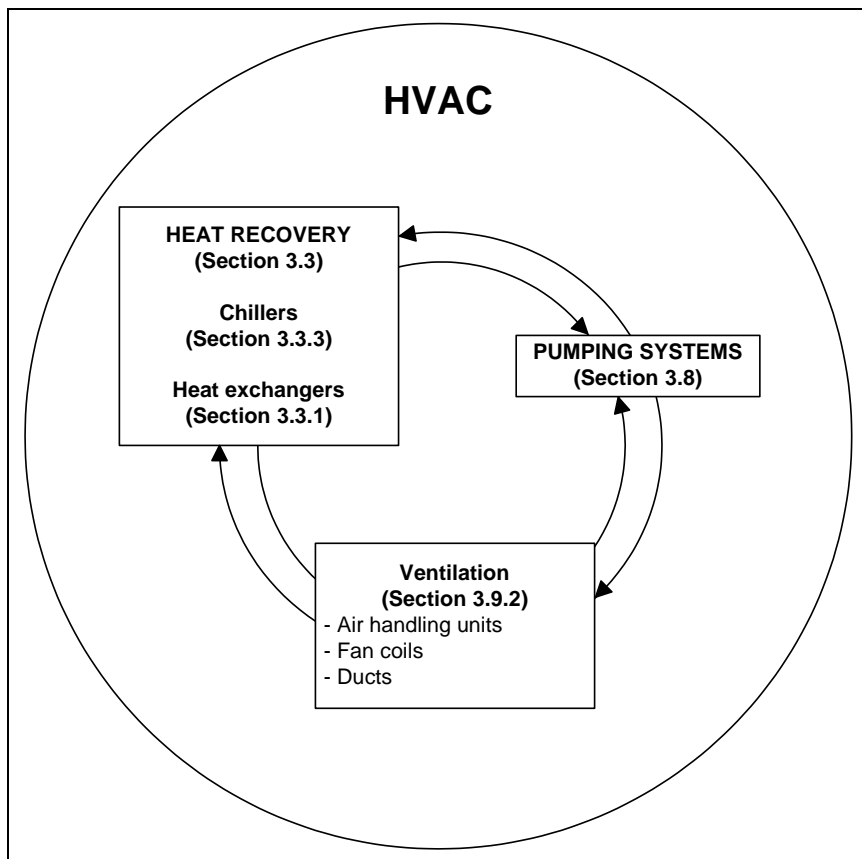 HVAC
HEAT RECOVERY
(Section 3.3)
Chillers
(Section 3.3.3)
Heat exchangers
(Section 3.3.1)
PUMPING SYSTEMS
(Section 3.8)
Ventilation
(Section 3.9.2)
- Air handling units
- Fan coils
- Ducts